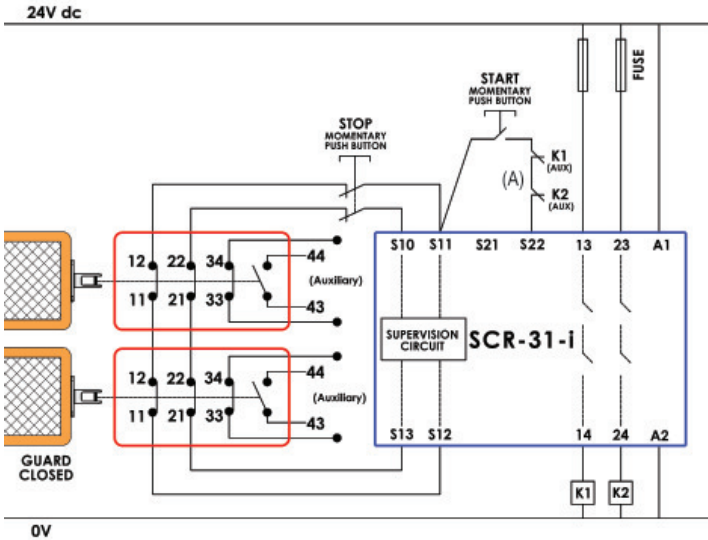 24V dc
FUSE
START
MOMENTARY
PUSH BUTTON
STOP
MOMENTARY
PUSH BUTTON
K1
(AUX)
(A)
K2
(AUX)
12 22 34 44
(Auxiliary)
11 21 33 43
S10 S11 S21 S22 13 23 A1
SUPERVISION
CIRCUIT
SCR-31-i
12 22 34 44
(Auxiliary)
11 21 33 43
S13 S12 14 24 A2
GUARD
CLOSED
K1 K2
0V